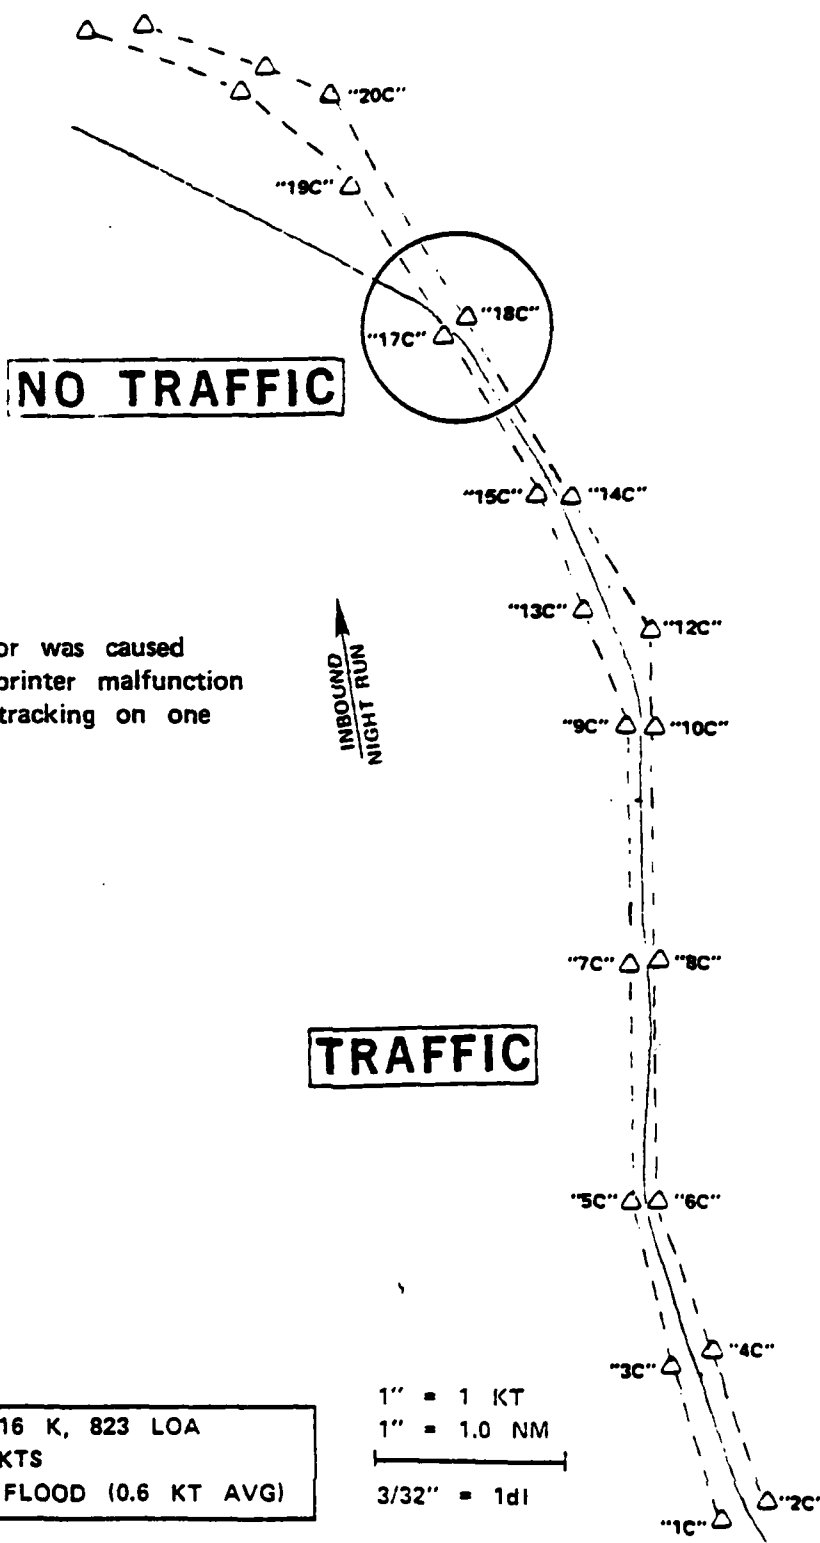 "20C"
"19C"
"18C"
"17C"
NO TRAFFIC
"15C" "14C"
"13C"
"12C"
or was caused
printer malfunction
tracking on one
INBOUND
NIGHT RUN
"9C" "10C"
"7C" "8C"
TRAFFIC
"5C" "6C"
"4C"
"3C"
16 K, 823 LOA
KTS
FLOOD (0.6 KT AVG)
1" = 1 KT
1" = 1.0 NM
3/32" = 1dl
"2C"
"1C"